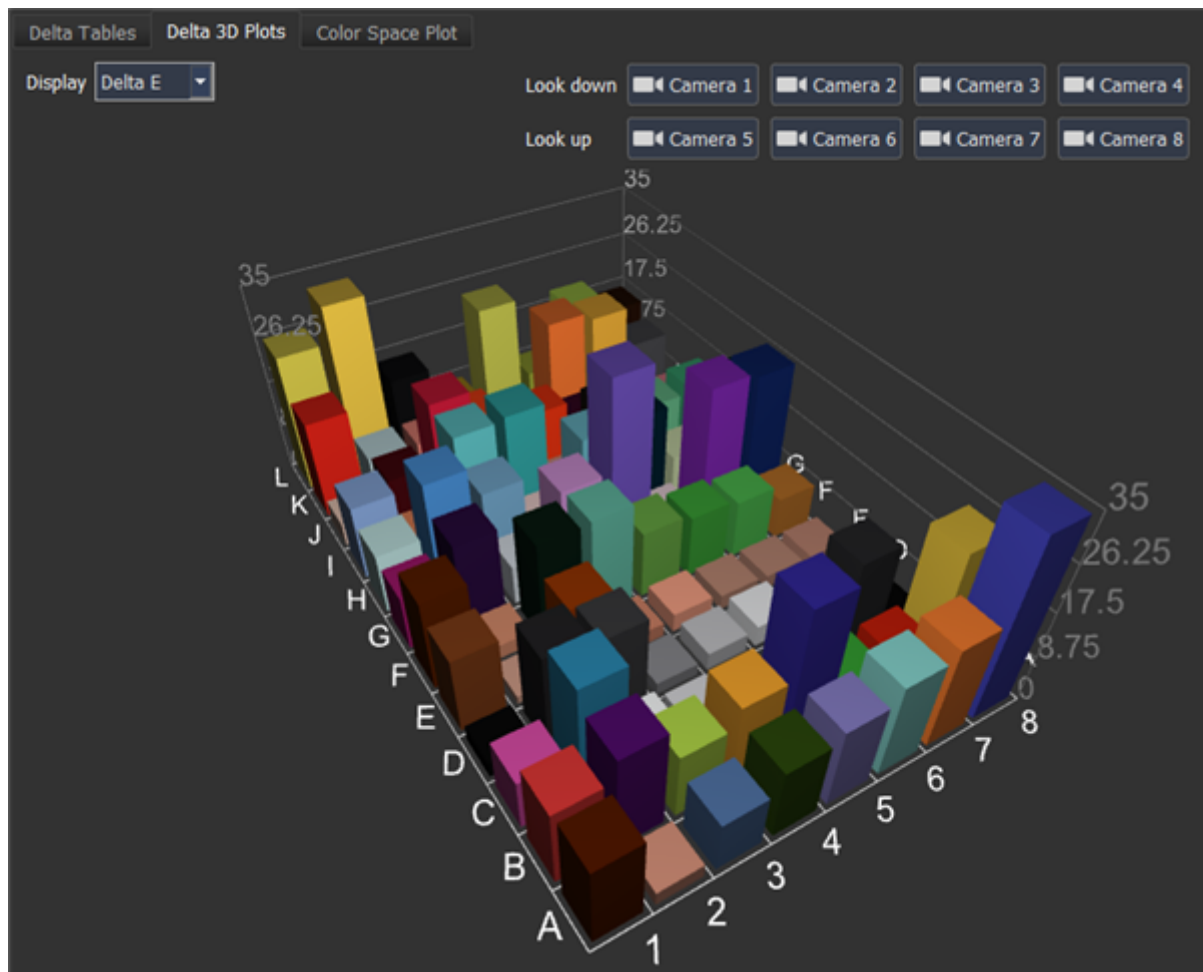 Delta Tables Delta 3D Plots Color Space Plot
Display Delta E Look down Camera 1 Camera 2 Camera 3 Camera 4
Look up Camera 5 Camera 6 Camera 7 Camera 8
35
26.25
17.5
75
35
26.25
L
K
J
I
H
G
F
E
D
C
B
A
G
F
E
D
35
26.25
17.5
8.75
0
8
7
6
5
4
3
2
1